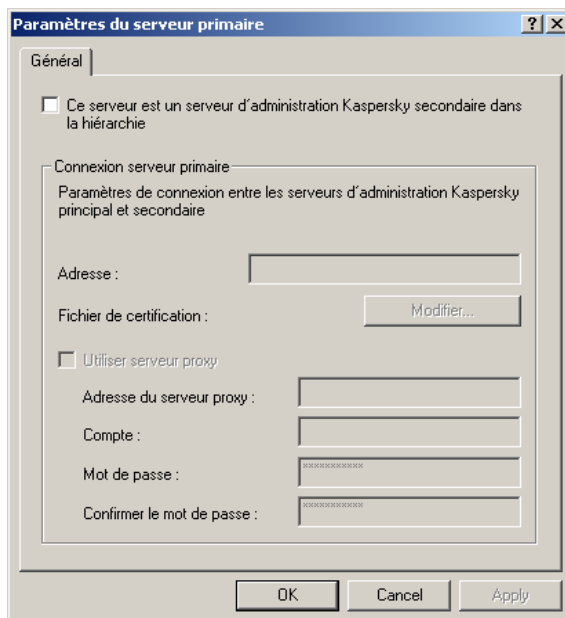 Paramètres du serveur primaire
Général
Ce serveur est un serveur d'administration Kaspersky secondaire dans
la hiérarchie
Connexion serveur primaire
Paramètres de connexion entre les serveurs d'administration Kaspersky
principal et secondaire
Adresse :
Fichier de certification :
Modifier...
Utiliser serveur proxy
Adresse du serveur proxy :
Compte :
Mot de passe :
xxxxxxxxxxx
Confirmer le mot de passe :
xxxxxxxxxxx
OK
Cancel
Apply